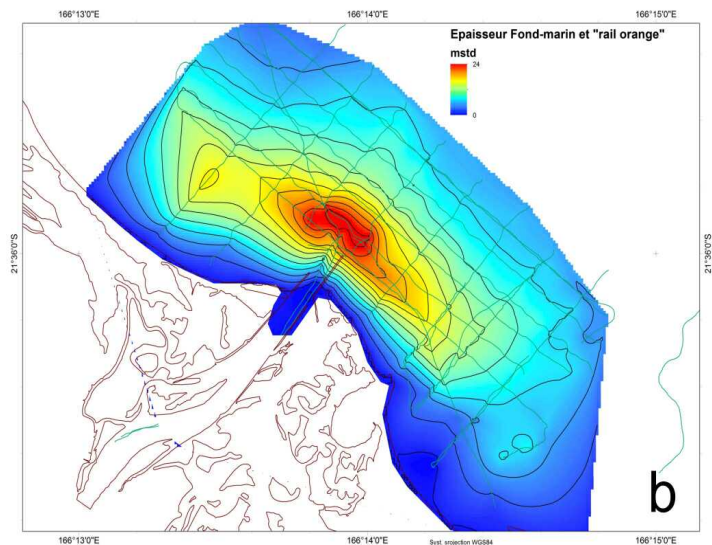 166°13'0"E 166°14'0"E 166°15'0"E
Epaisseur Fond-marin et "rail orange"
mstd
24
0
21°36'0"S 21°36'0"S
b
166°13'0"E 166°14'0"E 166°15'0"E
Syst. projection WGS84